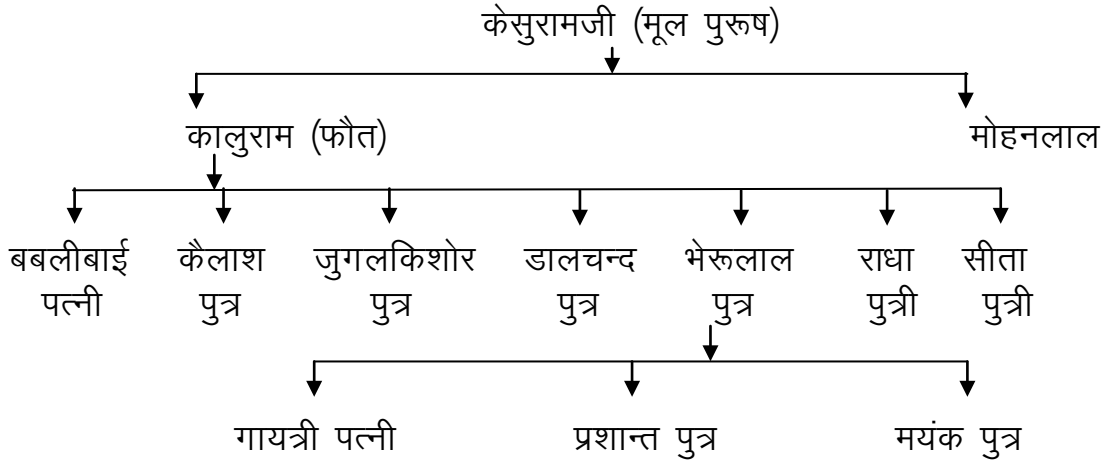 केसुरामजी (मूल पुरूष)
कालुराम (फौत) मोहनलाल
बबलीबाई कैलाश जुगलकिशोर डालचन्द भेरूलाल राधा सीता
पत्नी पुत्र पुत्र पुत्र पुत्र पुत्री पुत्री
गायत्री पत्नी प्रशान्त पुत्र मयंक पुत्र